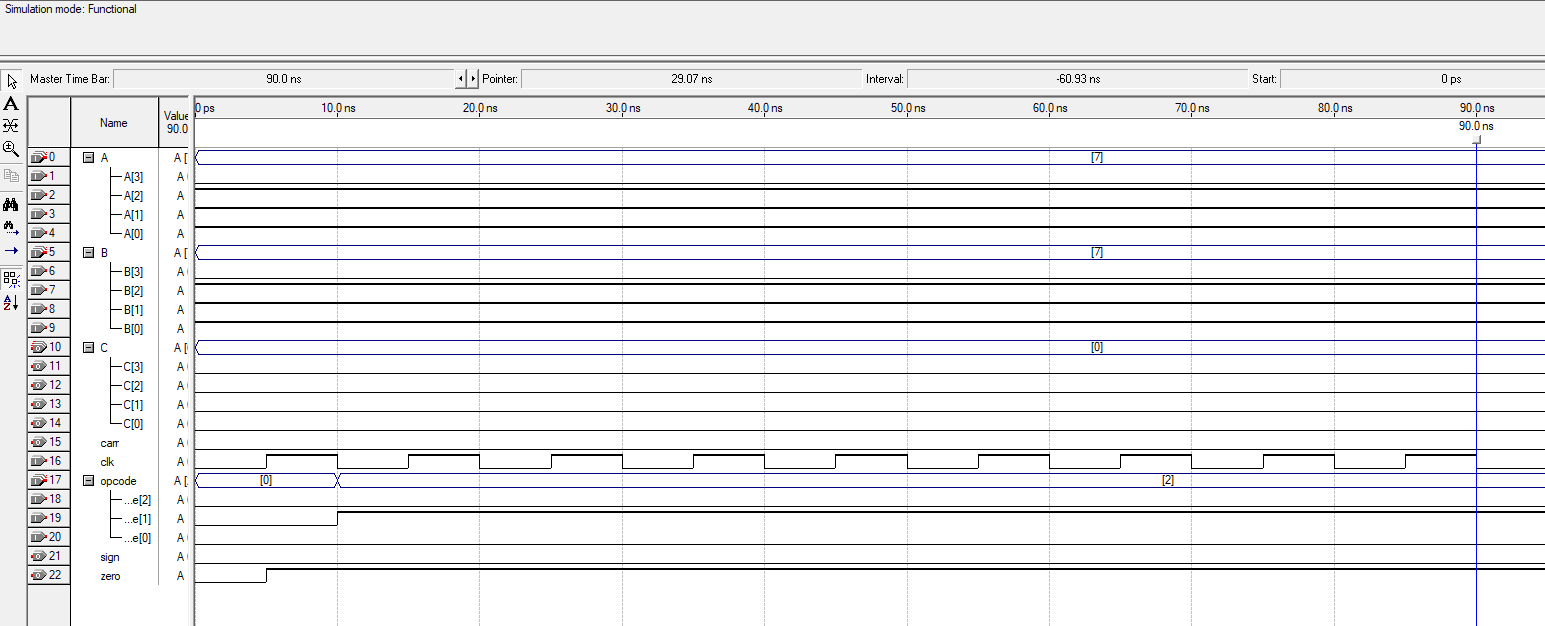 Simulation mode: Functional
Master Time Bar: 90.0 ns Pointer: 29.07 ns Interval: -60.93 ns Start: 0 ps
Name Value 90.0
0 ps 10.0 ns 20.0 ns 30.0 ns 40.0 ns 50.0 ns 60.0 ns 70.0 ns 80.0 ns 90.0 ns
90.0 ns
0 A A [ [7]
1 A[3] A
2 A[2] A
3 A[1] A
4 A[0] A
5 B A [ [7]
6 B[3] A
7 B[2] A
8 B[1] A
9 B[0] A
10 C A [ [0]
11 C[3] A
12 C[2] A
13 C[1] A
14 C[0] A
15 carr A
16 clk A
17 opcode A [ [0] [2]
18 ...e[2] A
19 ...e[1] A
20 ...e[0] A
21 sign A
22 zero A